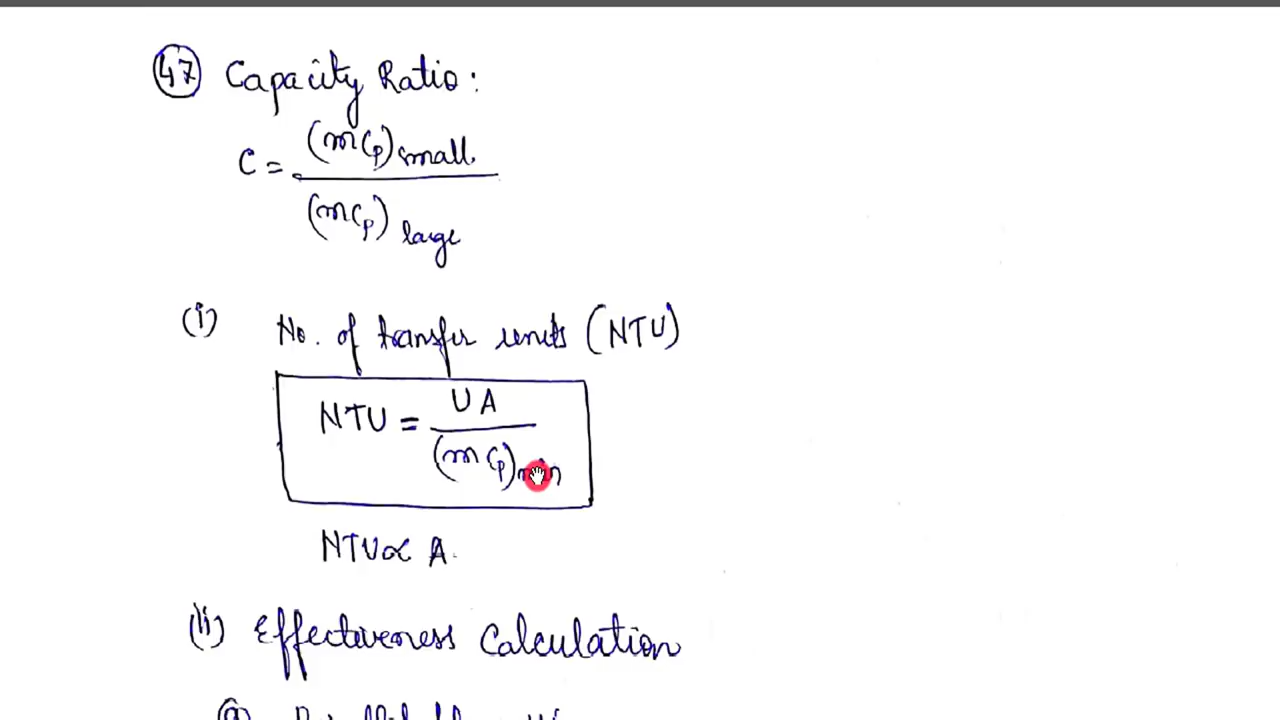 47 Capacity Ratio:
C = (mCp)small
(mCp) large
(i) No. of transfer units (NTU)
NTU = UA
(mCp)min
NTU ∝ A.
(ii) Effectiveness Calculation
(a)